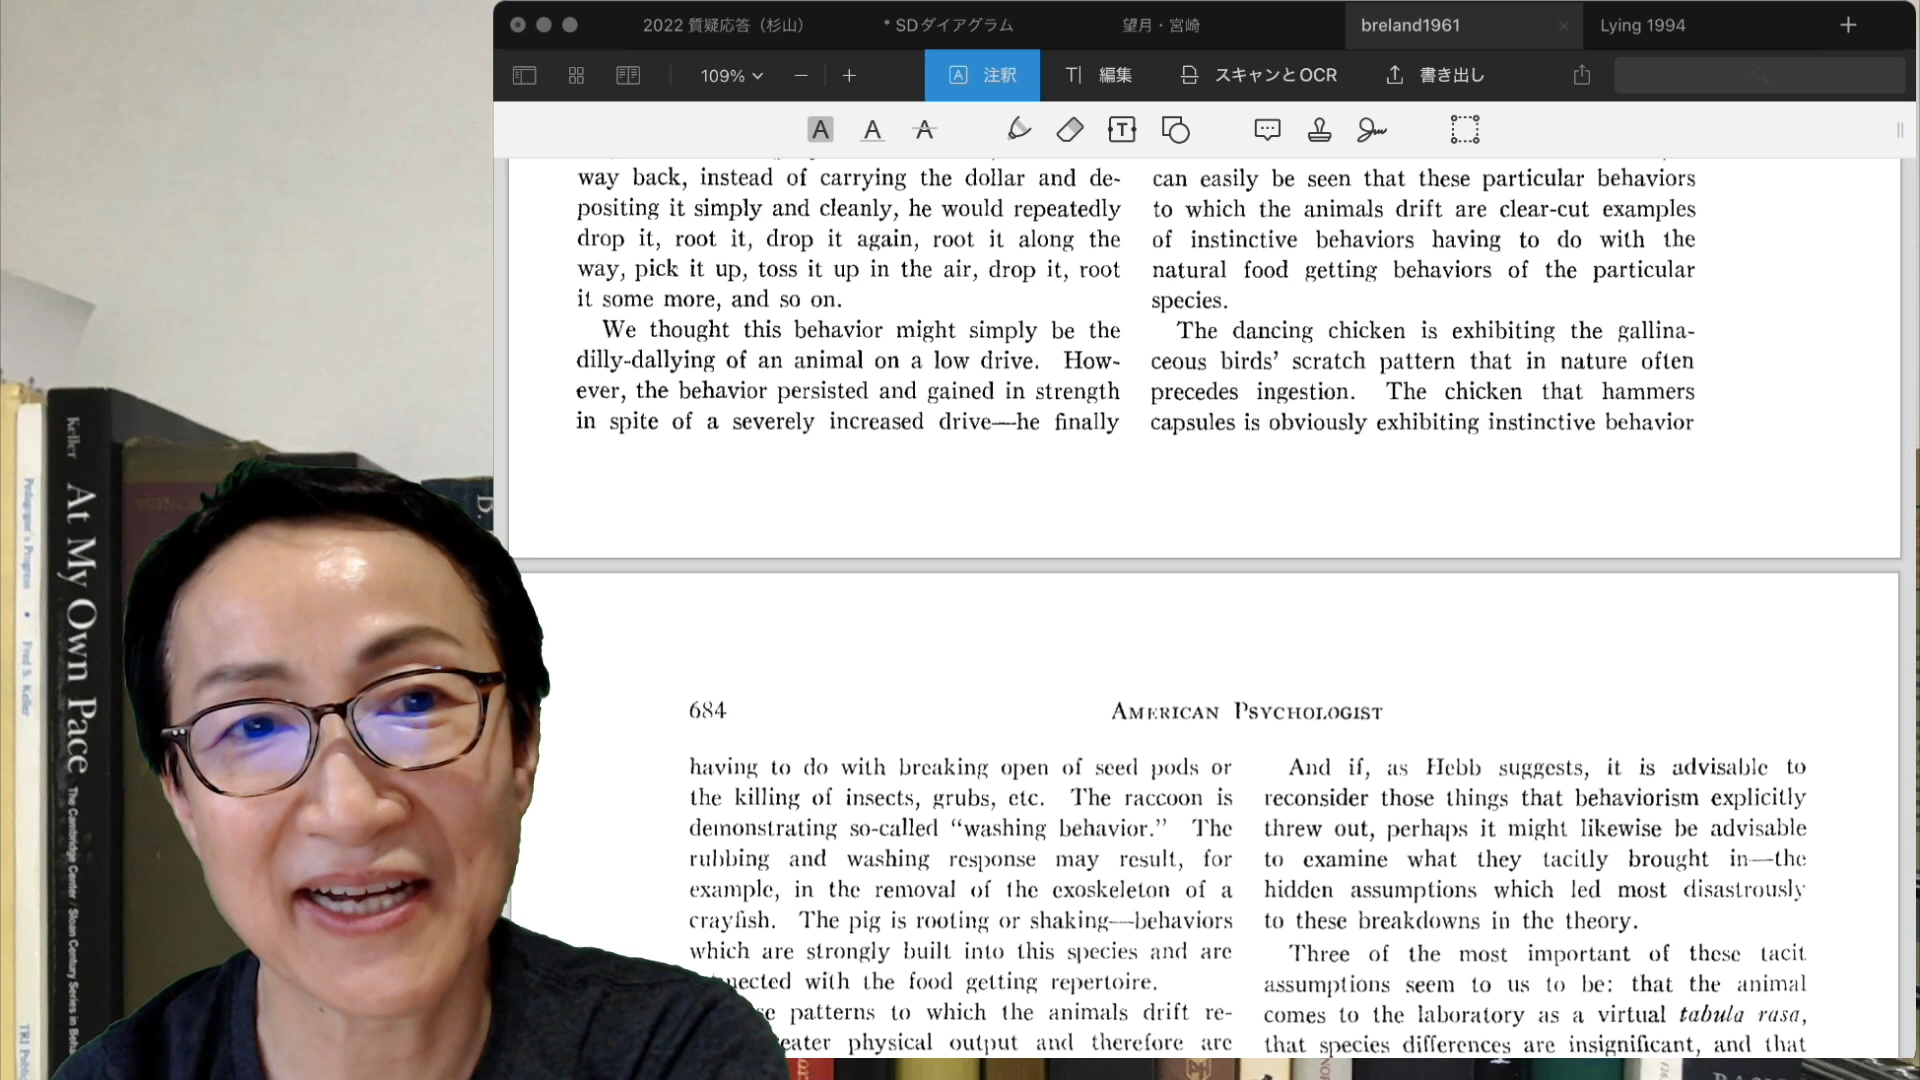 2022 質疑応答（杉山）
* SDダイアグラム
望月・宮崎
breland1961
Lying 1994
109%
注釈
編集
スキャンとOCR
書き出し
way back, instead of carrying the dollar and de-
positing it simply and cleanly, he would repeatedly
drop it, root it, drop it again, root it along the
way, pick it up, toss it up in the air, drop it, root
it some more, and so on.
We thought this behavior might simply be the
dilly-dallying of an animal on a low drive. How-
ever, the behavior persisted and gained in strength
in spite of a severely increased drive—he finally
can easily be seen that these particular behaviors
to which the animals drift are clear-cut examples
of instinctive behaviors having to do with the
natural food getting behaviors of the particular
species.
The dancing chicken is exhibiting the gallina-
ceous birds' scratch pattern that in nature often
precedes ingestion. The chicken that hammers
capsules is obviously exhibiting instinctive behavior
684
AMERICAN PSYCHOLOGIST
having to do with breaking open of seed pods or
the killing of insects, grubs, etc. The raccoon is
demonstrating so-called "washing behavior." The
rubbing and washing response may result, for
example, in the removal of the exoskeleton of a
crayfish. The pig is rooting or shaking—behaviors
which are strongly built into this species and are
nected with the food getting repertoire.
patterns to which the animals drift re-
eater physical output and therefore are
And if, as Hebb suggests, it is advisable to
reconsider those things that behaviorism explicitly
threw out, perhaps it might likewise be advisable
to examine what they tacitly brought in—the
hidden assumptions which led most disastrously
to these breakdowns in the theory.
Three of the most important of these tacit
assumptions seem to us to be: that the animal
comes to the laboratory as a virtual tabula rasa,
that species differences are insignificant, and that
Pedagogue's Progress • Fred S. Keller
TRI
Keller
At My Own Pace
The Cambridge Center / Sloan Century Series in Beha